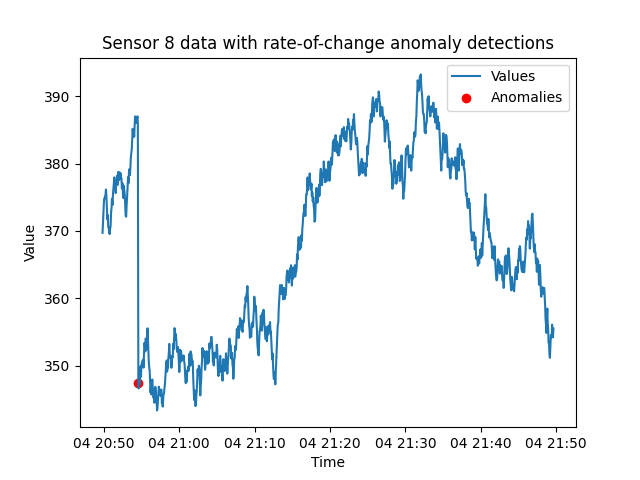 Sensor 8 data with rate-of-change anomaly detections
Values
Anomalies
390
380
370
360
350
Value
04 20:50 04 21:00 04 21:10 04 21:20 04 21:30 04 21:40 04 21:50
Time